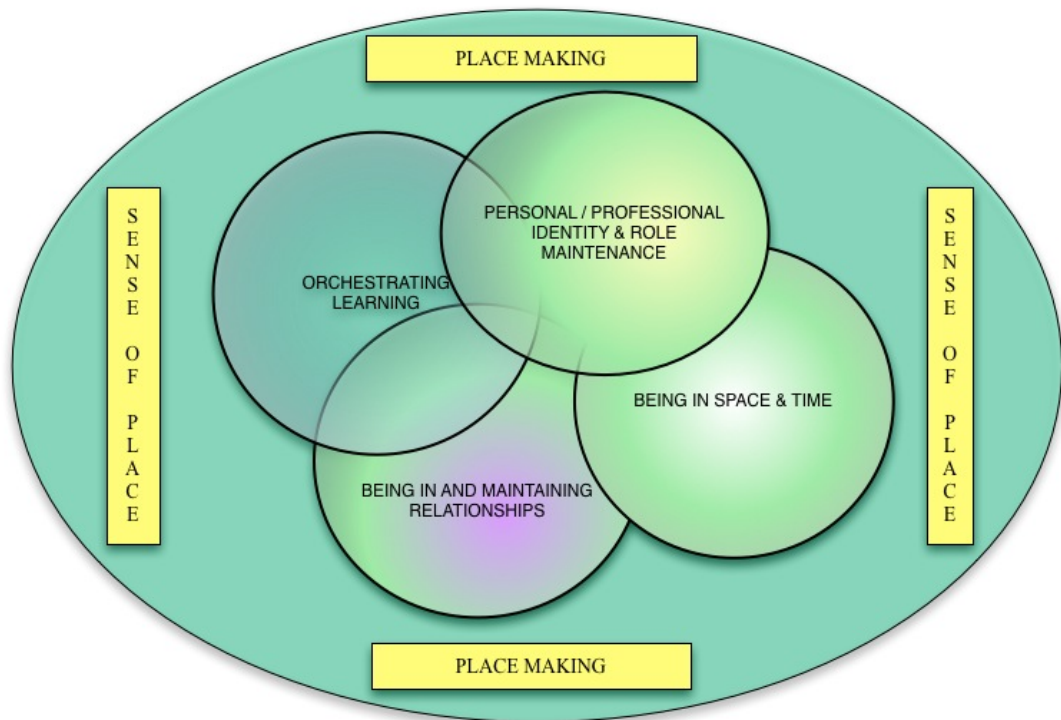 PLACE MAKING
SENSE OF PLACE
PERSONAL / PROFESSIONAL
IDENTITY & ROLE
MAINTENANCE
ORCHESTRATING
LEARNING
BEING IN SPACE & TIME
BEING IN AND MAINTAINING
RELATIONSHIPS
SENSE OF PLACE
PLACE MAKING